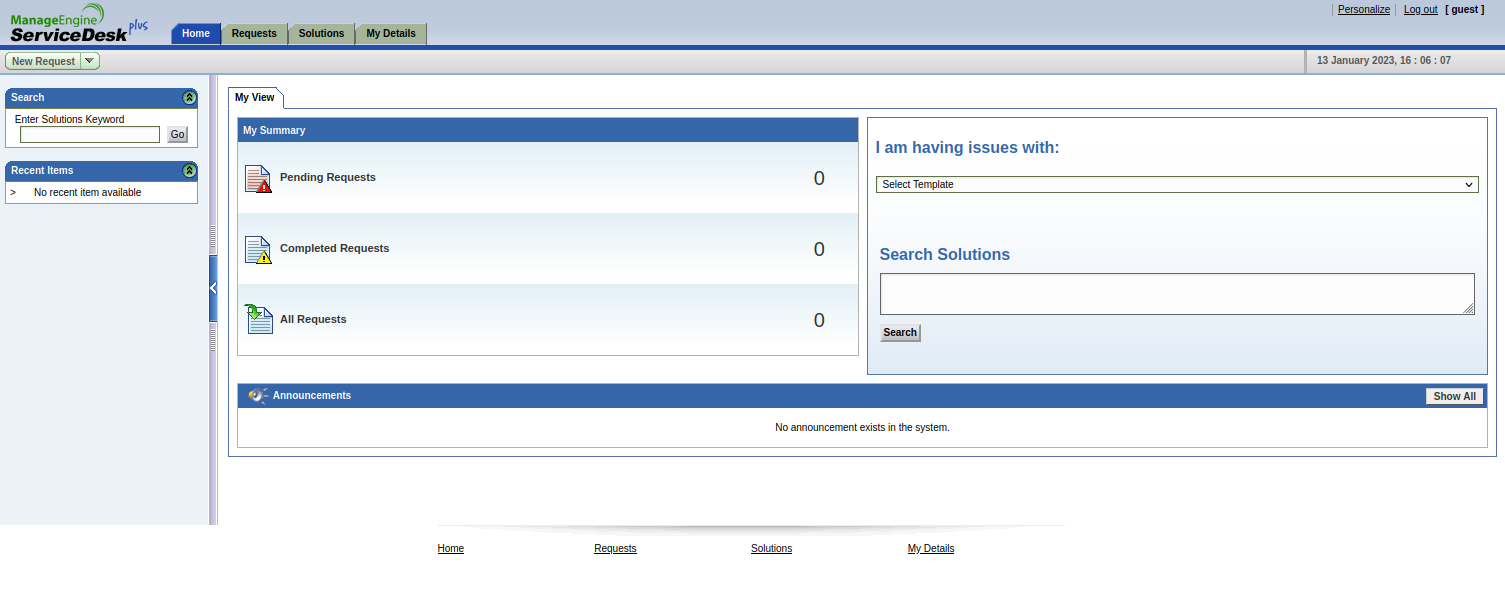 ManageEngine
ServiceDesk plus
Home
Requests
Solutions
My Details
Personalize
Log out
[ guest ]
New Request
13 January 2023, 16 : 06 : 07
Search
Enter Solutions Keyword
Go
Recent Items
> No recent item available
My View
My Summary
Pending Requests 0
Completed Requests 0
All Requests 0
I am having issues with:
Select Template
Search Solutions
Search
Announcements
Show All
No announcement exists in the system.
Home
Requests
Solutions
My Details